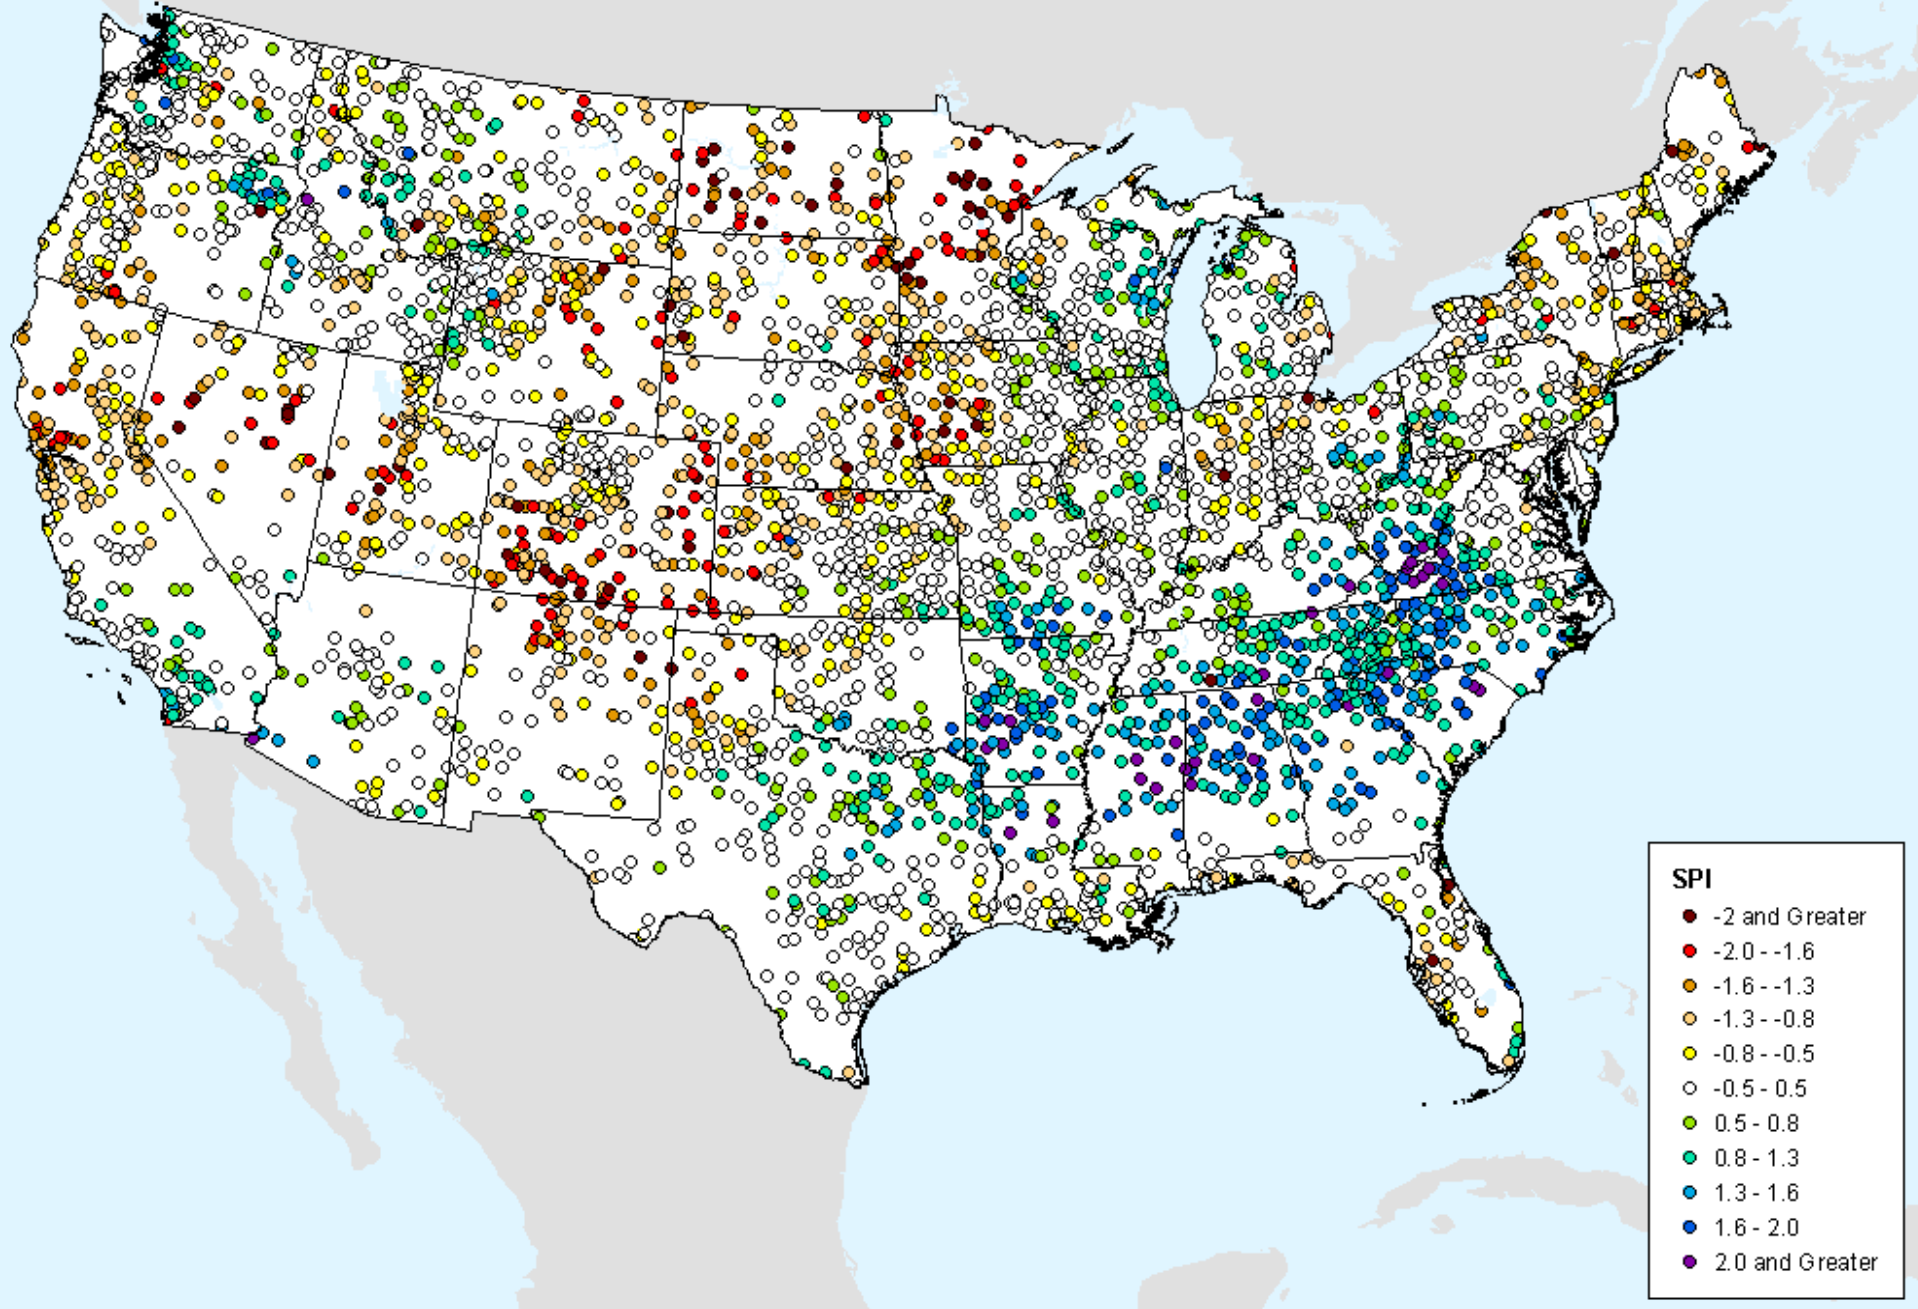 SPI
-2 and Greater
-2.0 - -1.6
-1.6 - -1.3
-1.3 - -0.8
-0.8 - -0.5
-0.5 - 0.5
0.5 - 0.8
0.8 - 1.3
1.3 - 1.6
1.6 - 2.0
2.0 and Greater